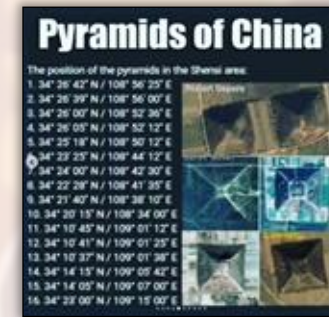 Pyramids of China
The position of the pyramids in the Shensi area:
1. 34° 26' 42" N / 108° 56' 25" E
2. 34° 26' 39" N / 108° 56' 00" E
3. 34° 26' 00" N / 108° 52' 36" E
4. 34° 26' 05" N / 108° 52' 12" E
5. 34° 25' 18" N / 108° 50' 12" E
34° 23' 25" N / 108° 44' 12" E
7. 34° 24' 00" N / 108° 42' 30" E
8. 34° 22' 28" N / 108° 41' 35" E
9. 34° 21' 40" N / 108° 38' 10" E
10. 34° 20' 15" N / 108° 34' 00" E
11. 34° 10' 45" N / 109° 01' 12" E
12. 34° 10' 41" N / 109° 01' 25" E
13. 34° 10' 37" N / 109° 01' 38" E
14. 34° 14' 15" N / 109° 05' 42" E
15. 34° 14' 05" N / 109° 07' 00" E
16. 34° 23' 00" N / 109° 15' 00" E